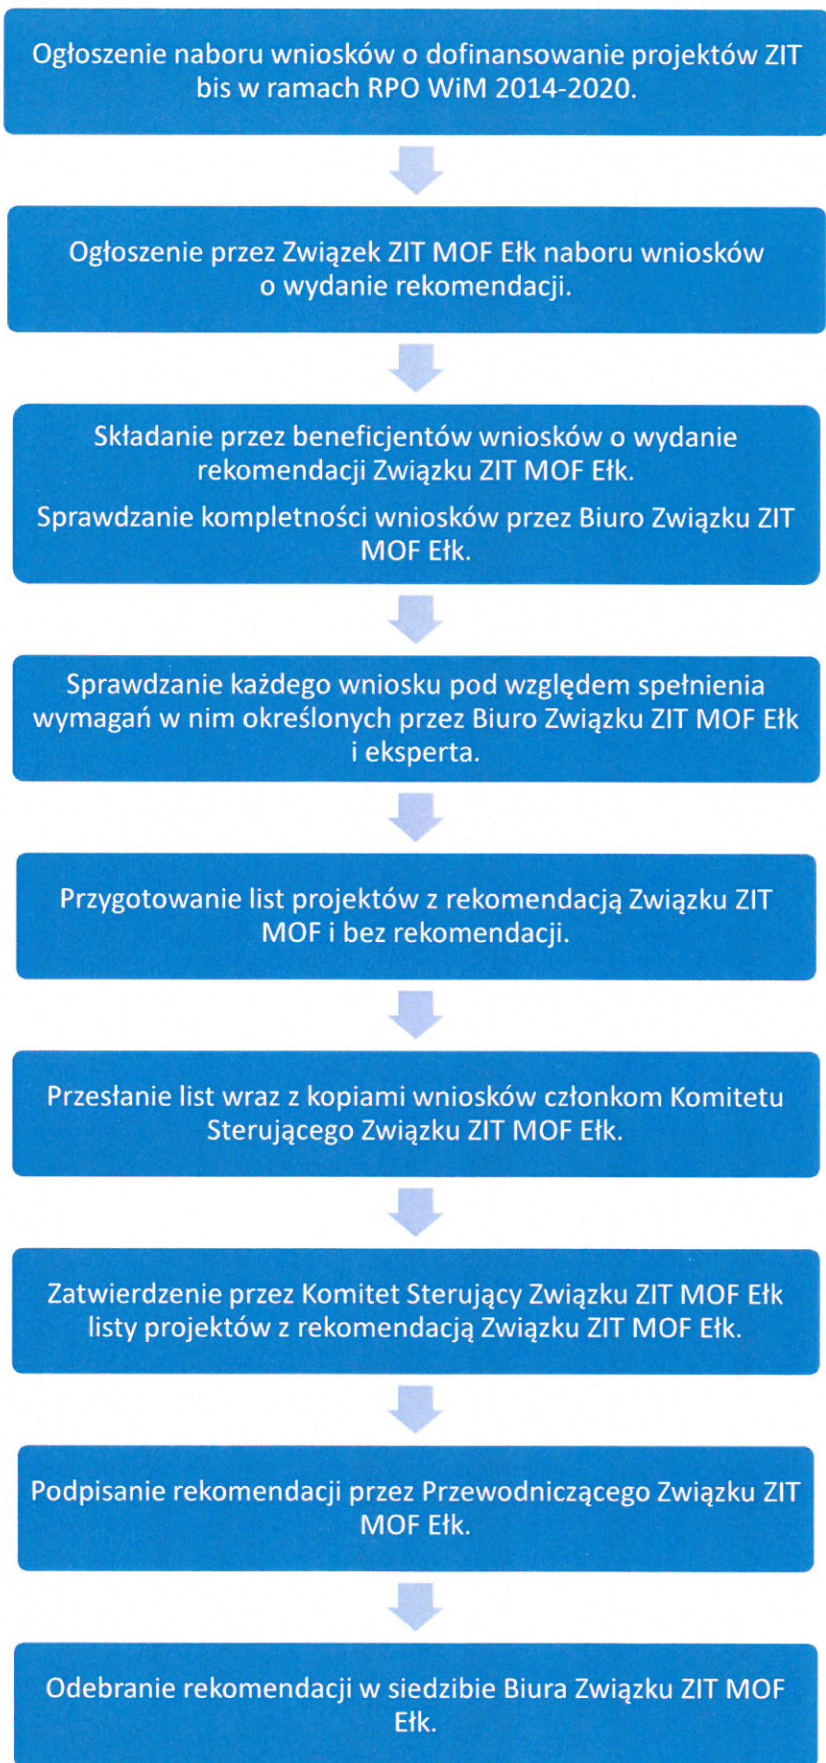 Ogłoszenie naboru wniosków o dofinansowanie projektów ZIT
bis w ramach RPO WiM 2014-2020.
Ogłoszenie przez Związek ZIT MOF Ełk naboru wniosków
o wydanie rekomendacji.
Składanie przez beneficjentów wniosków o wydanie
rekomendacji Związku ZIT MOF Ełk.
Sprawdzanie kompletności wniosków przez Biuro Związku ZIT
MOF Ełk.
Sprawdzanie każdego wniosku pod względem spełnienia
wymagań w nim określonych przez Biuro Związku ZIT MOF Ełk
i eksperta.
Przygotowanie list projektów z rekomendacją Związku ZIT
MOF i bez rekomendacji.
Przesłanie list wraz z kopiami wniosków członkom Komitetu
Sterującego Związku ZIT MOF Ełk.
Zatwierdzenie przez Komitet Sterujący Związku ZIT MOF Ełk
listy projektów z rekomendacją Związku ZIT MOF Ełk.
Podpisanie rekomendacji przez Przewodniczącego Związku ZIT
MOF Ełk.
Odebranie rekomendacji w siedzibie Biura Związku ZIT MOF
Ełk.